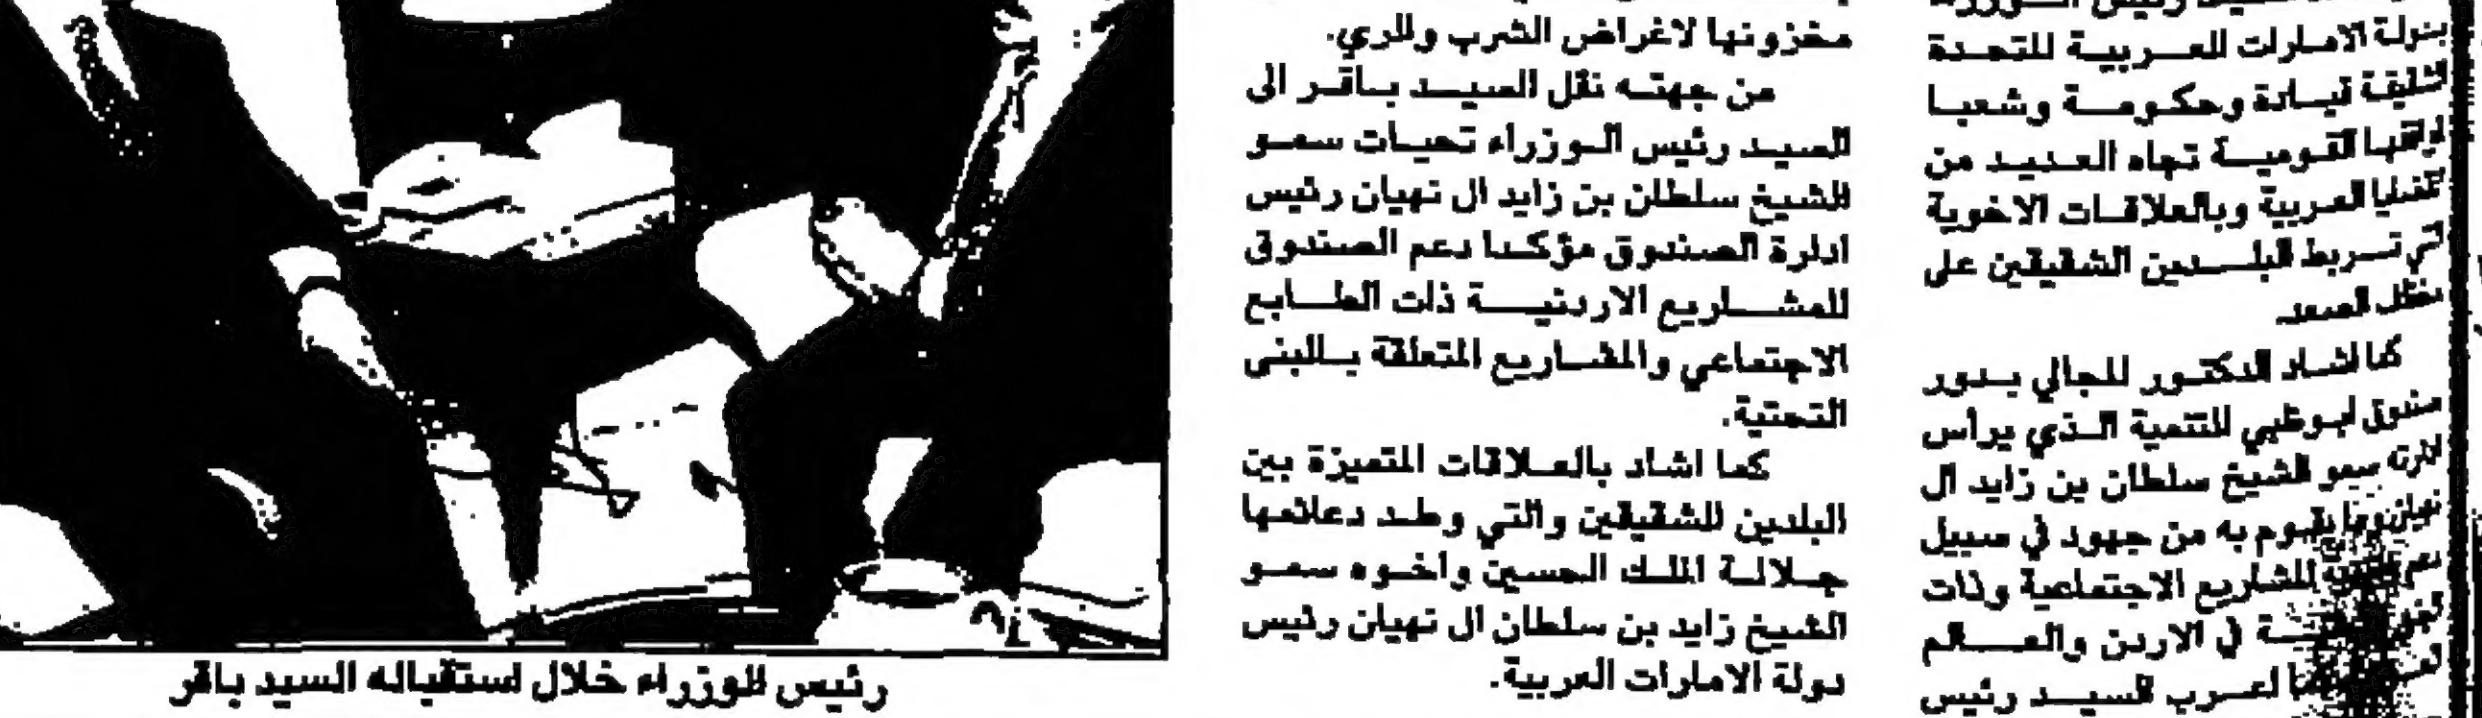 بدولة الامارات العربية المتحدة
الشقيقة قيادة وحكومة وشعبا
لمواقفها القومية تجاه العديد من
القضايا العربية وبالعلاقات الاخوية
التي تربط البلدين الشقيقين على
مختلف الصعد.
كما اشاد الدكتور المجالي بدور
صندوق ابوظبي للتنمية الذي يرأس
ادارته سمو الشيخ سلطان بن زايد ال
نهيان وما يقوم به من جهود في سبيل
دعم المشاريع الاجتماعية وذات
في الاردن والعالم
العرب السيد رئيس
مخزونها لاغراض الشرب والري.
من جهته نقل السيد باقر الى
السيد رئيس الوزراء تحيات سمو
الشيخ سلطان بن زايد ال نهيان رئيس
ادارة الصندوق مؤكدا دعم الصندوق
للمشاريع الاردنية ذات الطابع
الاجتماعي والمشاريع المتعلقة بالبنى
التحتية.
كما اشاد بالعلاقات المتميزة بين
البلدين الشقيقين والتي وطد دعائمها
جلالة الملك الحسين واخوه سمو
الشيخ زايد بن سلطان ال نهيان رئيس
دولة الامارات العربية.
رئيس الوزراء خلال استقباله السيد باقر